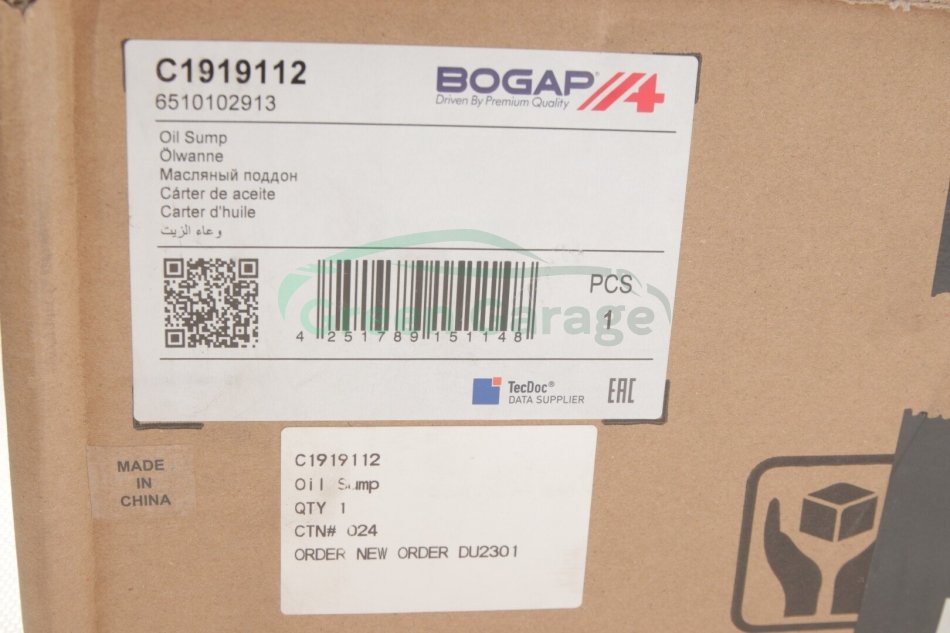 C1919112
6510102913
BOGAP
Driven By Premium Quality
Oil Sump
Ölwanne
Масляный поддон
Cárter de aceite
Carter d'huile
وعاء الزيت
PCS
1
Green Garage
4 251789 151148
TecDoc®
DATA SUPPLIER
EAC
MADE
IN
CHINA
C1919112
Oil Sump
QTY 1
CTN# 024
ORDER NEW ORDER DU2301